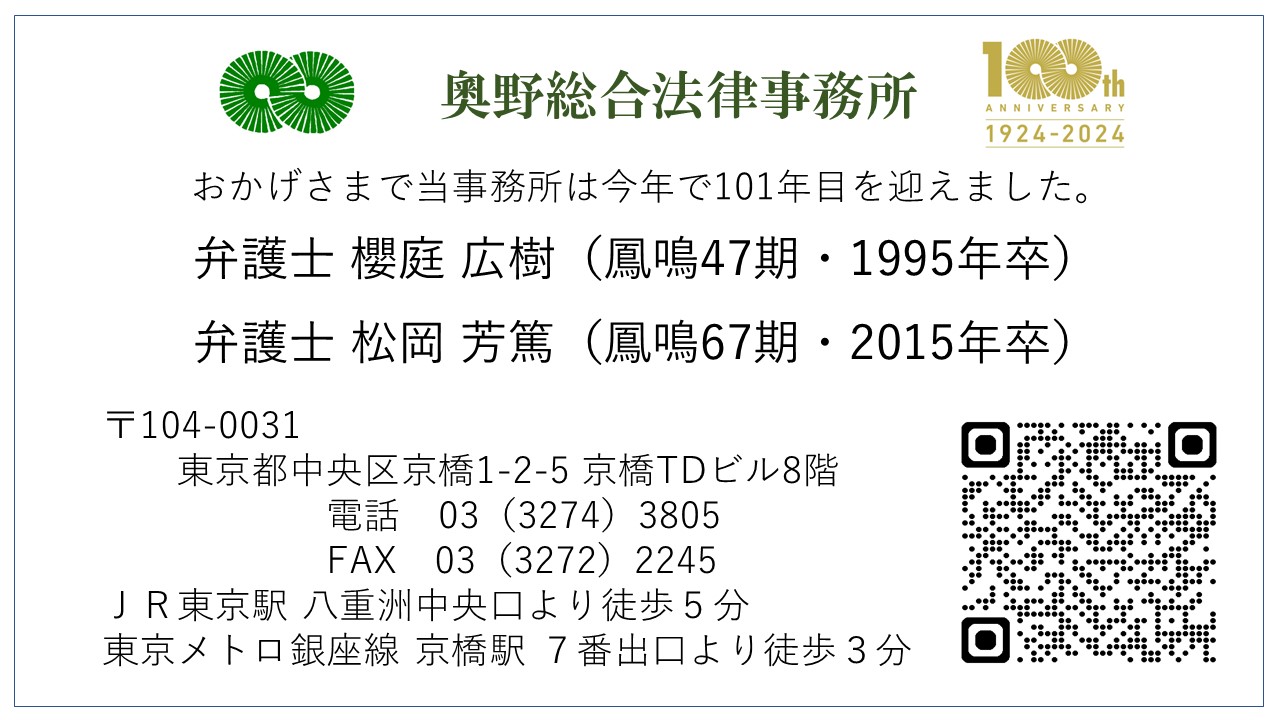 奥野総合法律事務所
100th
ANNIVERSARY
1924-2024
おかげさまで当事務所は今年で101年目を迎えました。
弁護士 櫻庭 広樹（鳳鳴47期・1995年卒）
弁護士 松岡 芳篤（鳳鳴67期・2015年卒）
〒104-0031
東京都中央区京橋1-2-5 京橋TDビル8階
電話　03（3274）3805
FAX　03（3272）2245
ＪＲ東京駅 八重洲中央口より徒歩５分
東京メトロ銀座線 京橋駅 ７番出口より徒歩３分